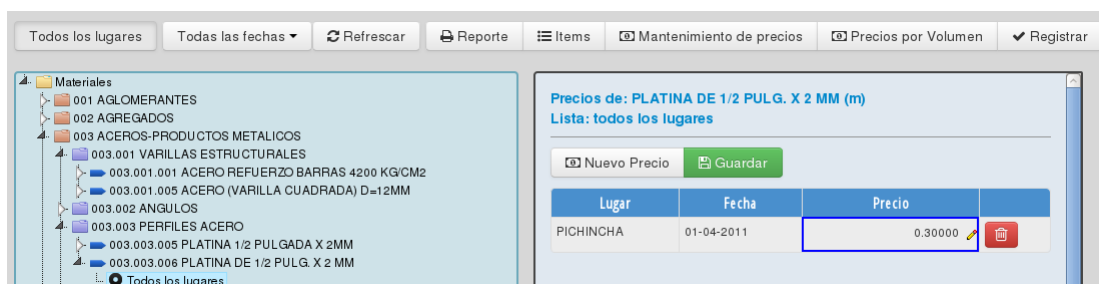 Todos los lugares Todas las fechas Refrescar Reporte Items Mantenimiento de precios Precios por Volumen Registrar
Materiales
001 AGLOMERANTES
002 AGREGADOS
003 ACEROS-PRODUCTOS METALICOS
003.001 VARILLAS ESTRUCTURALES
003.001.001 ACERO REFUERZO BARRAS 4200 KG/CM2
003.001.005 ACERO (VARILLA CUADRADA) D=12MM
003.002 ANGULOS
003.003 PERFILES ACERO
003.003.005 PLATINA 1/2 PULGADA X 2MM
003.003.006 PLATINA DE 1/2 PULG. X 2 MM
Todos los lugares
Precios de: PLATINA DE 1/2 PULG. X 2 MM (m)
Lista: todos los lugares
Nuevo Precio Guardar
Lugar Fecha Precio
PICHINCHA 01-04-2011 0.30000